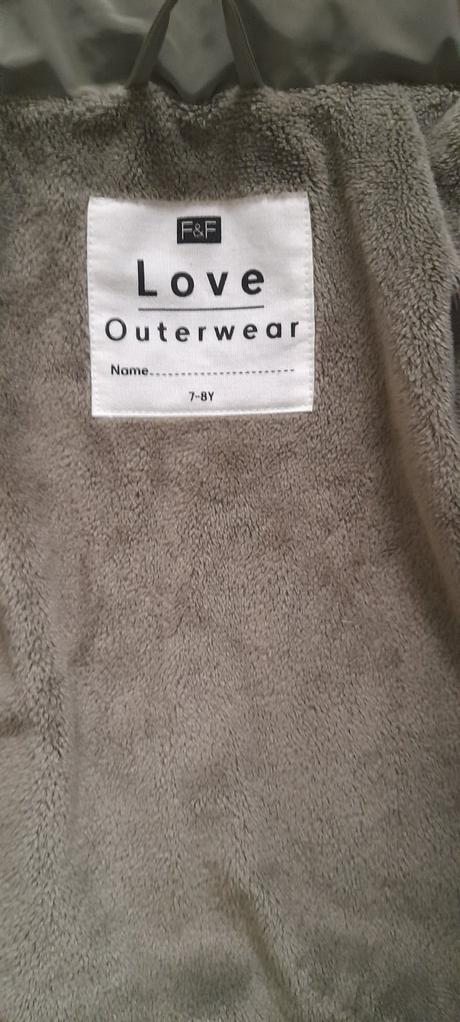 F&F
Love
Outerwear
Name.............................
7-8Y